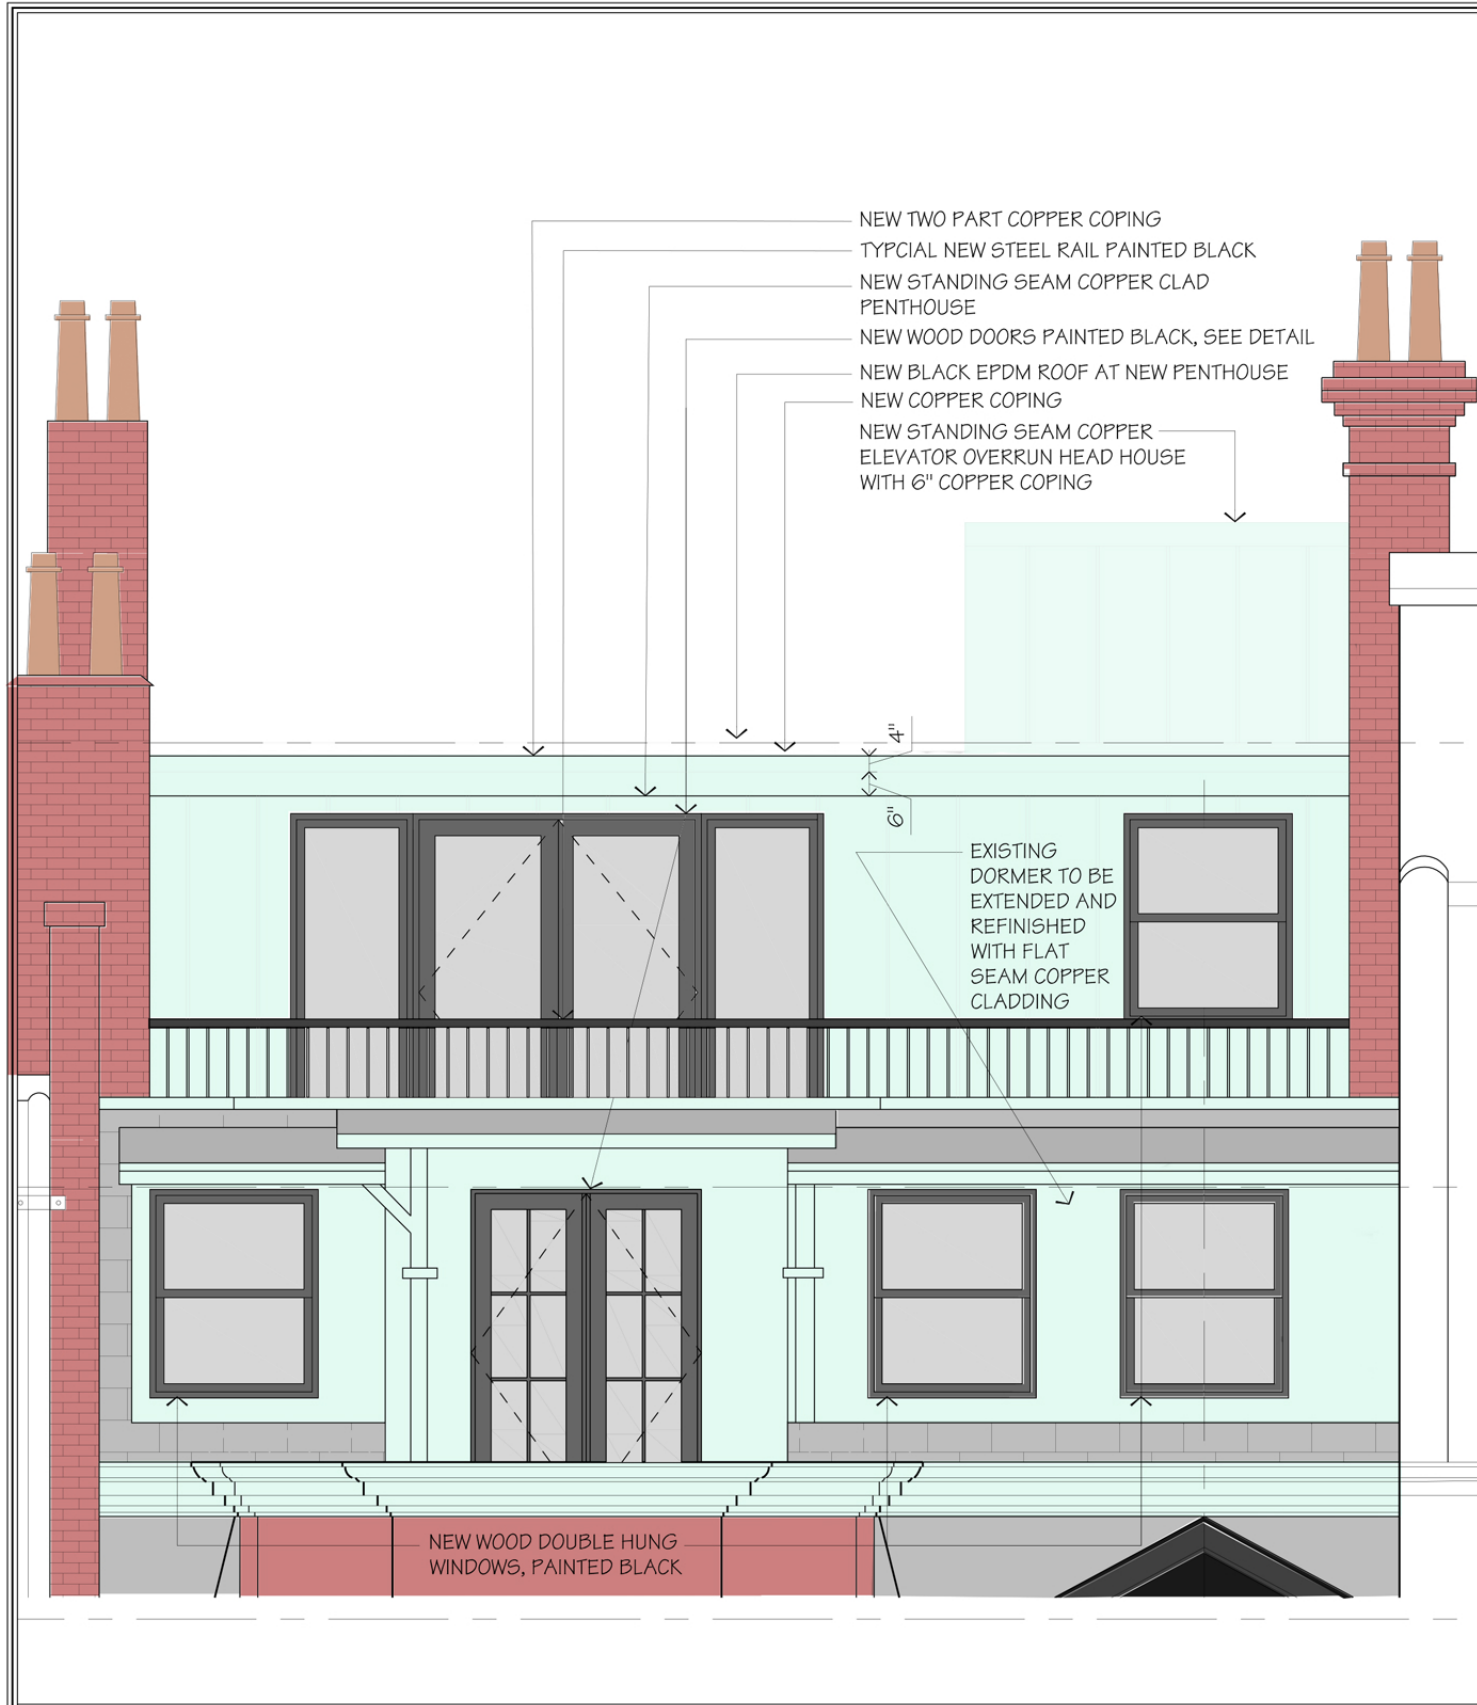 NEW TWO PART COPPER COPING
TYPCIAL NEW STEEL RAIL PAINTED BLACK
NEW STANDING SEAM COPPER CLAD
PENTHOUSE
NEW WOOD DOORS PAINTED BLACK, SEE DETAIL
NEW BLACK EPDM ROOF AT NEW PENTHOUSE
NEW COPPER COPING
NEW STANDING SEAM COPPER
ELEVATOR OVERRUN HEAD HOUSE
WITH 6" COPPER COPING
4"
6"
EXISTING
DORMER TO BE
EXTENDED AND
REFINISHED
WITH FLAT
SEAM COPPER
CLADDING
NEW WOOD DOUBLE HUNG
WINDOWS, PAINTED BLACK